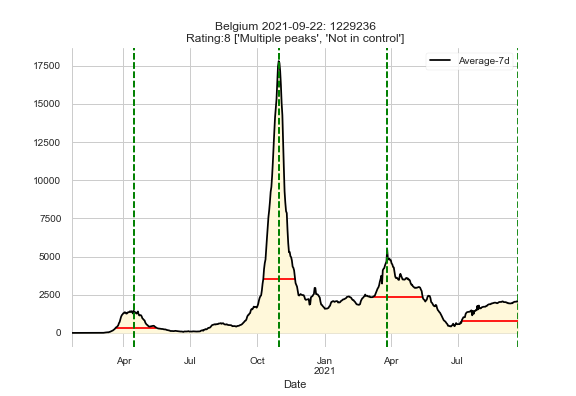 Belgium 2021-09-22: 1229236
Rating:8 ['Multiple peaks', 'Not in control']
Average-7d
17500
15000
12500
10000
7500
5000
2500
0
Apr
Jul
Oct
Jan
2021
Apr
Jul
Date